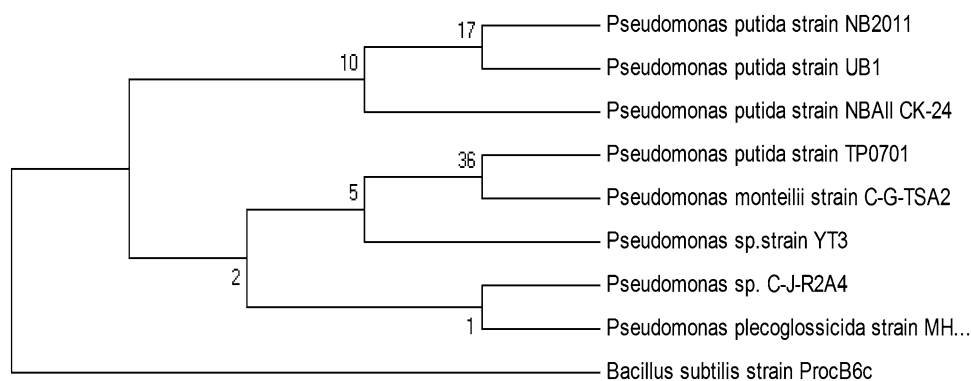 17
Pseudomonas putida strain NB2011
10
Pseudomonas putida strain UB1
Pseudomonas putida strain NBAII CK-24
36
Pseudomonas putida strain TP0701
5
Pseudomonas monteilii strain C-G-TSA2
Pseudomonas sp.strain YT3
2
Pseudomonas sp. C-J-R2A4
1
Pseudomonas plecoglossicida strain MH...
Bacillus subtilis strain ProcB6c